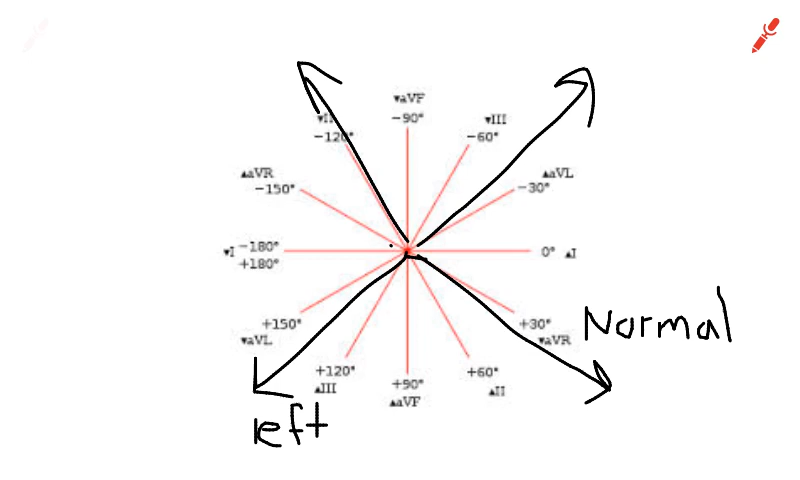 ▼aVF
▼II
−90°
▼III
−120°
−60°
▲aVR
▲aVL
−150°
−30°
▼I
−180°
+180°
0°
▲I
+150°
+30°
▼aVL
▼aVR
Normal
+120°
+90°
+60°
▲III
▲aVF
▲II
left